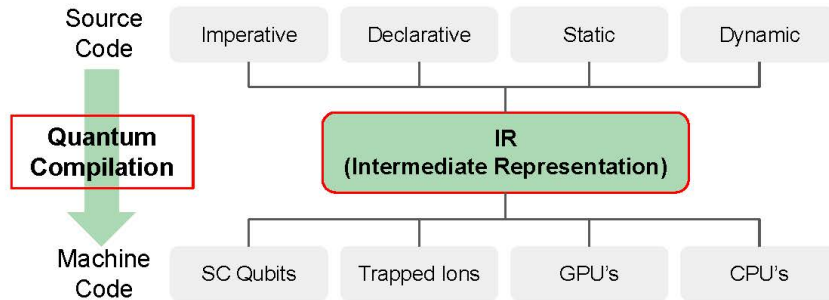 Source
Code
Imperative
Declarative
Static
Dynamic
Quantum
Compilation
IR
(Intermediate Representation)
Machine
Code
SC Qubits
Trapped Ions
GPU's
CPU's